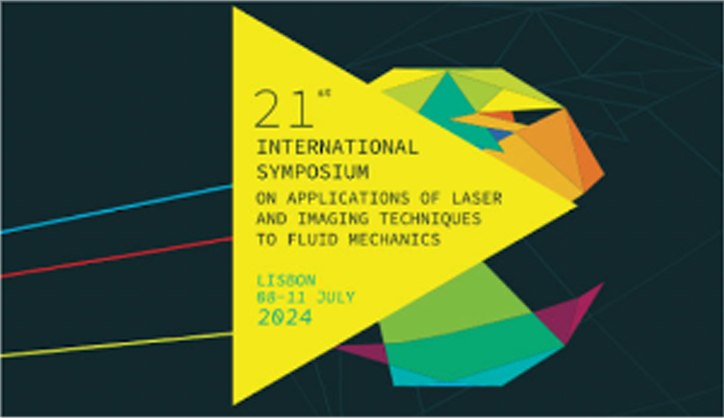 21st
INTERNATIONAL
SYMPOSIUM
ON APPLICATIONS OF LASER
AND IMAGING TECHNIQUES
TO FLUID MECHANICS
LISBON
08-11 JULY
2024